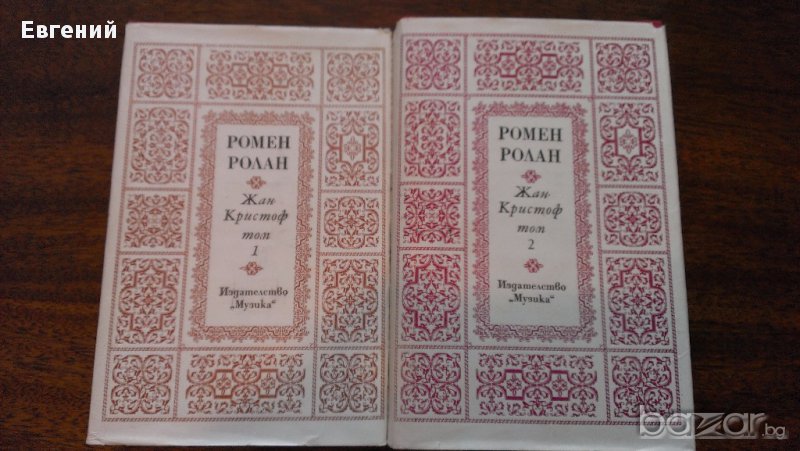 Евгений
РОМЕН
РОЛАН
Жан
Кристоф
том
1
Издателство
„Музика“
РОМЕН
РОЛАН
Жан
Кристоф
том
2
Издателство
„Музика“
bazar.bg